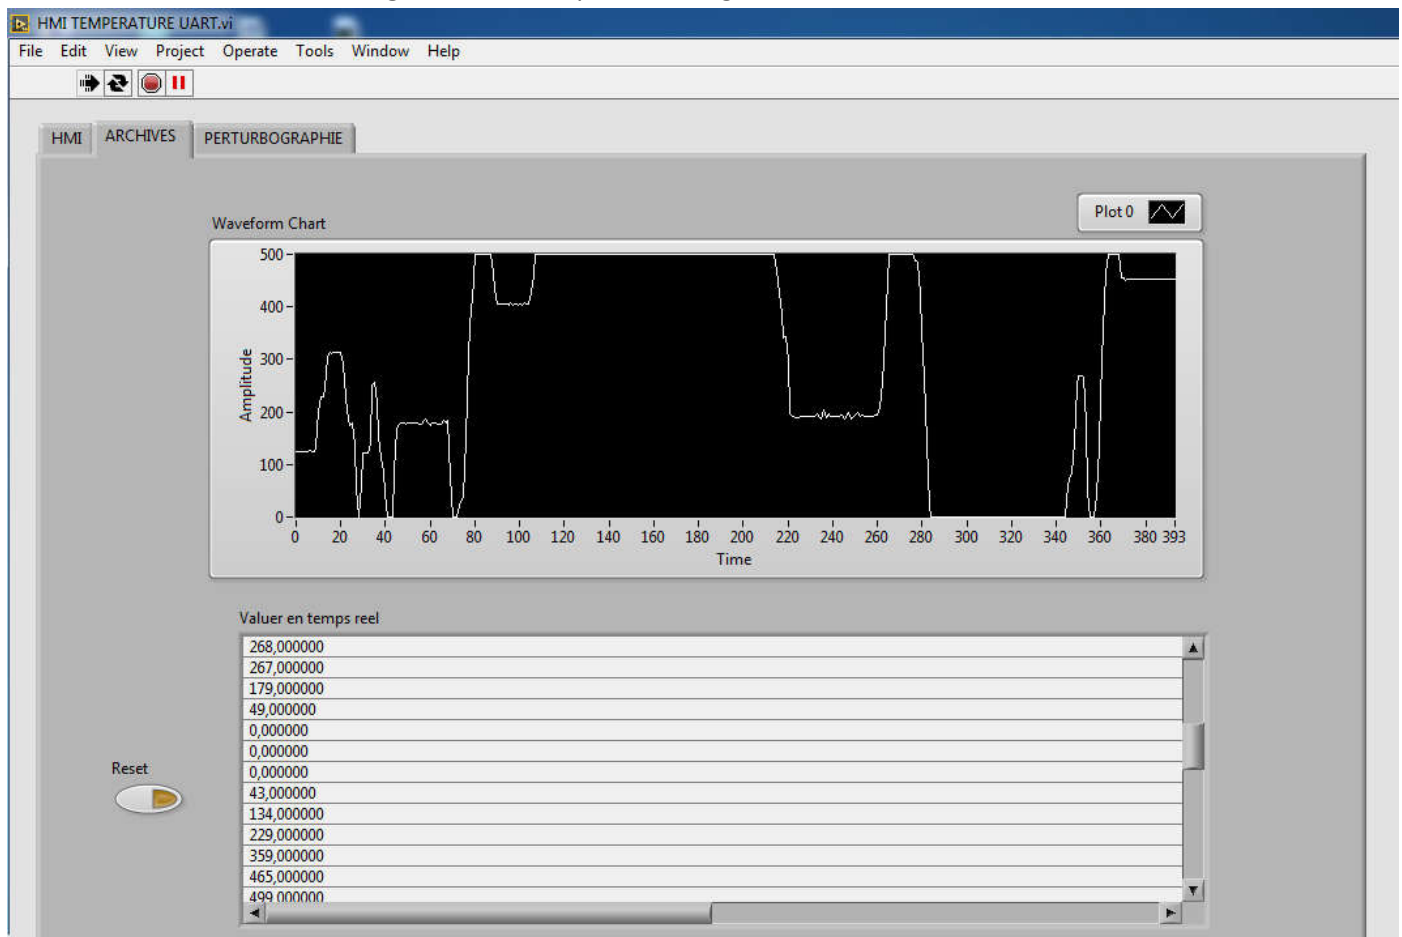 HMI TEMPERATURE UART.vi
File Edit View Project Operate Tools Window Help
HMI ARCHIVES PERTURBOGRAPHIE
Plot 0
Waveform Chart
500
400
300
200
100
0
Amplitude
0 20 40 60 80 100 120 140 160 180 200 220 240 260 280 300 320 340 360 380 393
Time
Valuer en temps reel
268,000000
267,000000
179,000000
49,000000
0,000000
0,000000
0,000000
43,000000
134,000000
229,000000
359,000000
465,000000
499,000000
Reset